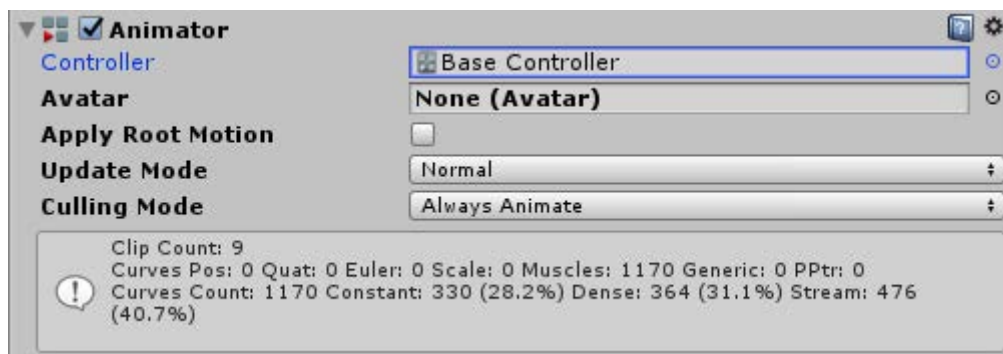 Animator
Controller Base Controller
Avatar None (Avatar)
Apply Root Motion
Update Mode Normal
Culling Mode Always Animate
Clip Count: 9
Curves Pos: 0 Quat: 0 Euler: 0 Scale: 0 Muscles: 1170 Generic: 0 PPtr: 0
Curves Count: 1170 Constant: 330 (28.2%) Dense: 364 (31.1%) Stream: 476
(40.7%)